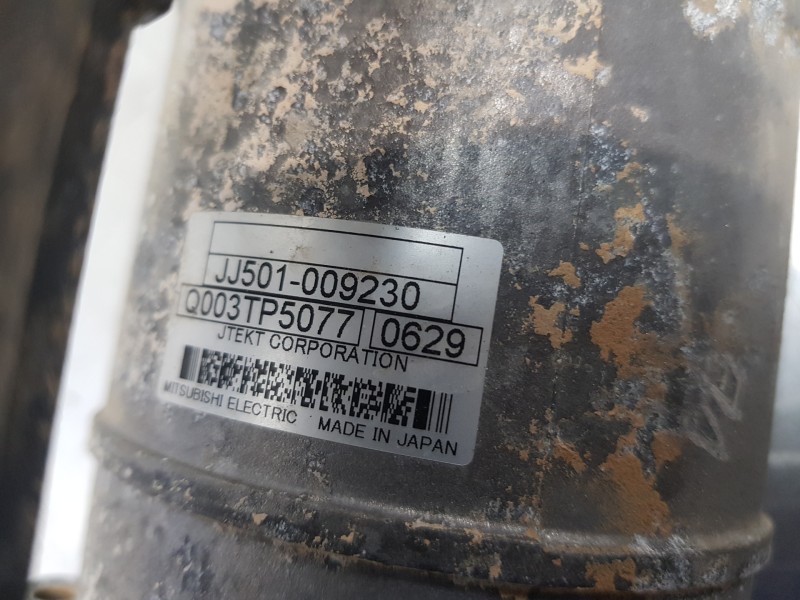 JJ501-009230
Q003TP5077 0629
JTEKT CORPORATION
MITSUBISHI ELECTRIC MADE IN JAPAN